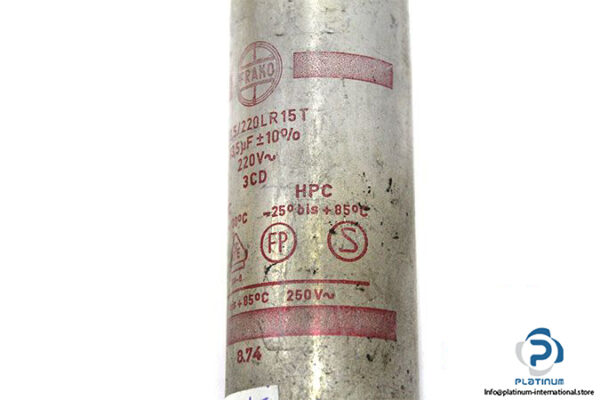 FRAKO
5/220LR15T
5µF ± 10%
220V~
3CD
HPC
-25° bis +85°C
FP
S
+85°C 250V~
8.74
PLATINUM
https://platinum-international.store